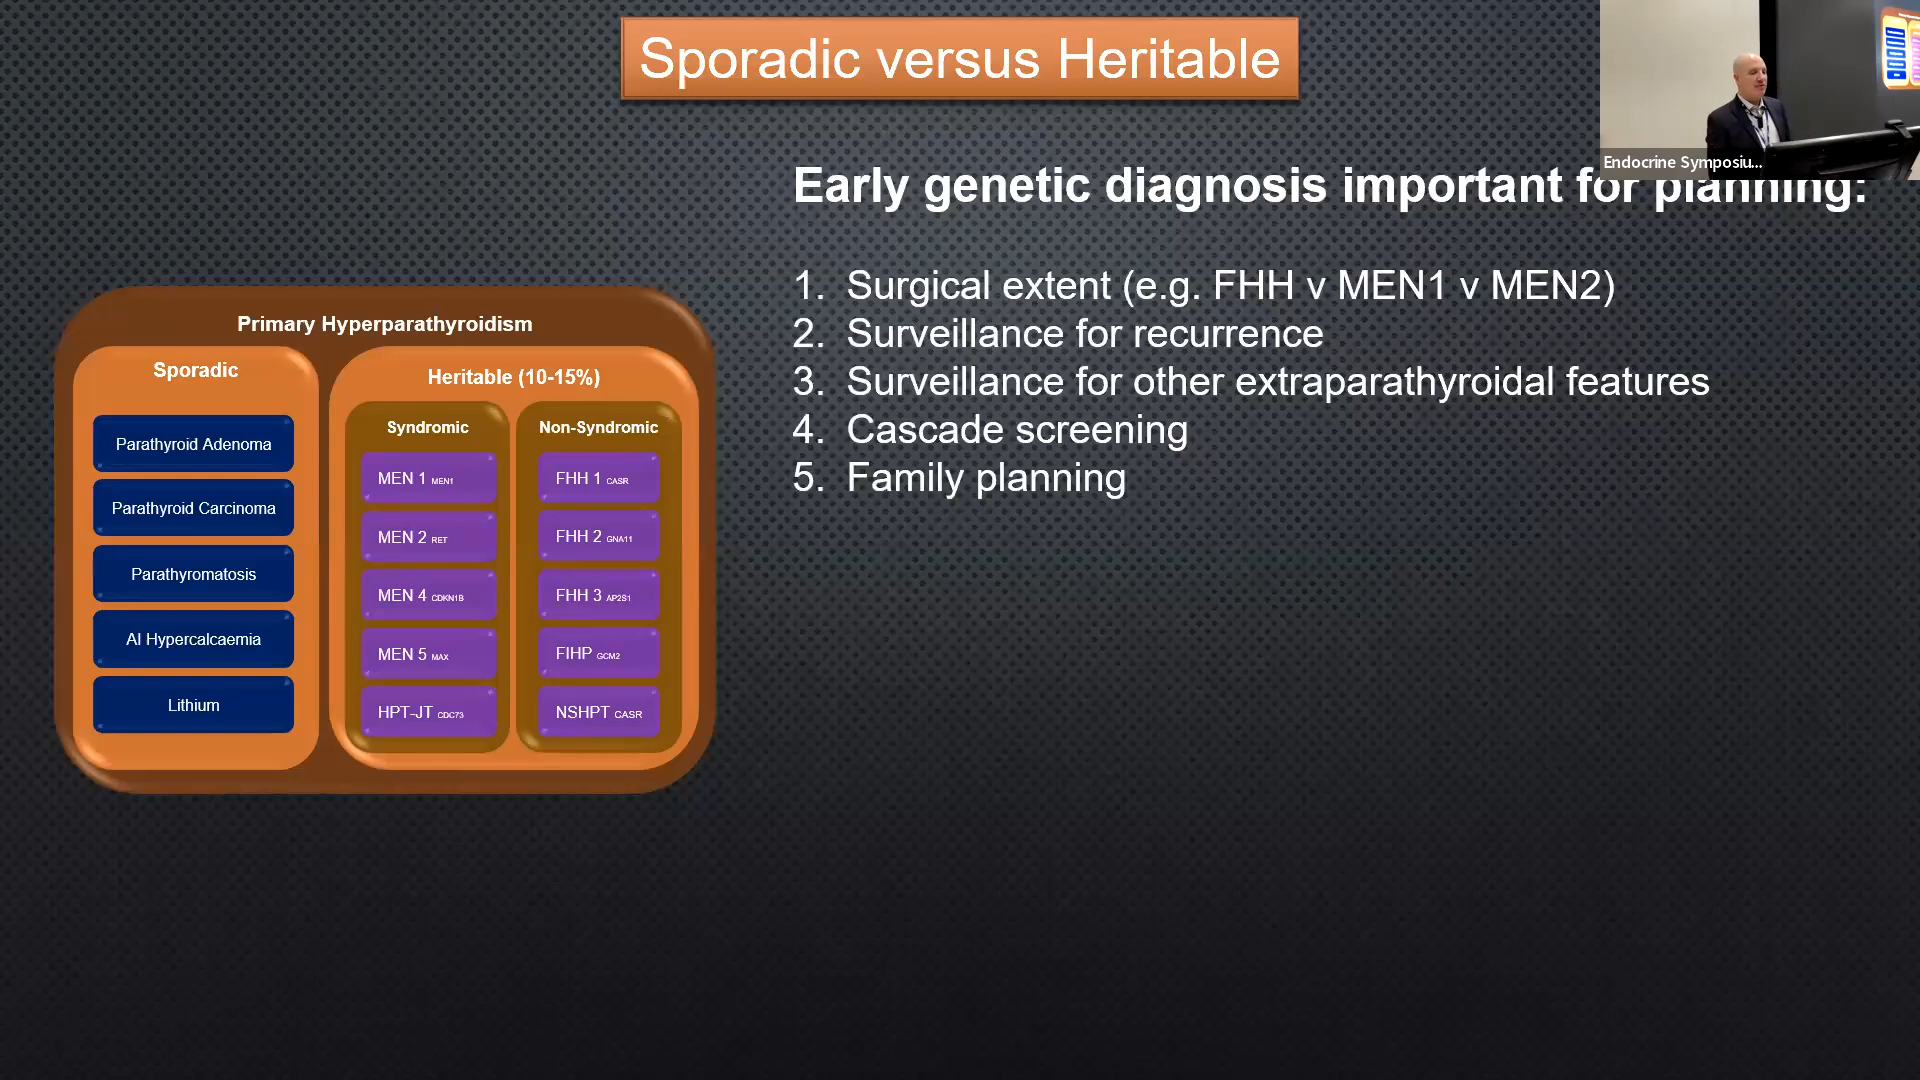 Sporadic versus Heritable
Endocrine Symposiu...
Early genetic diagnosis important for planning:
1. Surgical extent (e.g. FHH v MEN1 v MEN2)
2. Surveillance for recurrence
3. Surveillance for other extraparathyroidal features
4. Cascade screening
5. Family planning
Primary Hyperparathyroidism
Sporadic
Parathyroid Adenoma
Parathyroid Carcinoma
Parathyromatosis
AI Hypercalcaemia
Lithium
Heritable (10-15%)
Syndromic
MEN 1 MEN1
MEN 2 RET
MEN 4 CDKN1B
MEN 5 MAX
HPT-JT CDC73
Non-Syndromic
FHH 1 CASR
FHH 2 GNA11
FHH 3 AP2S1
FIHP GCM2
NSHPT CASR